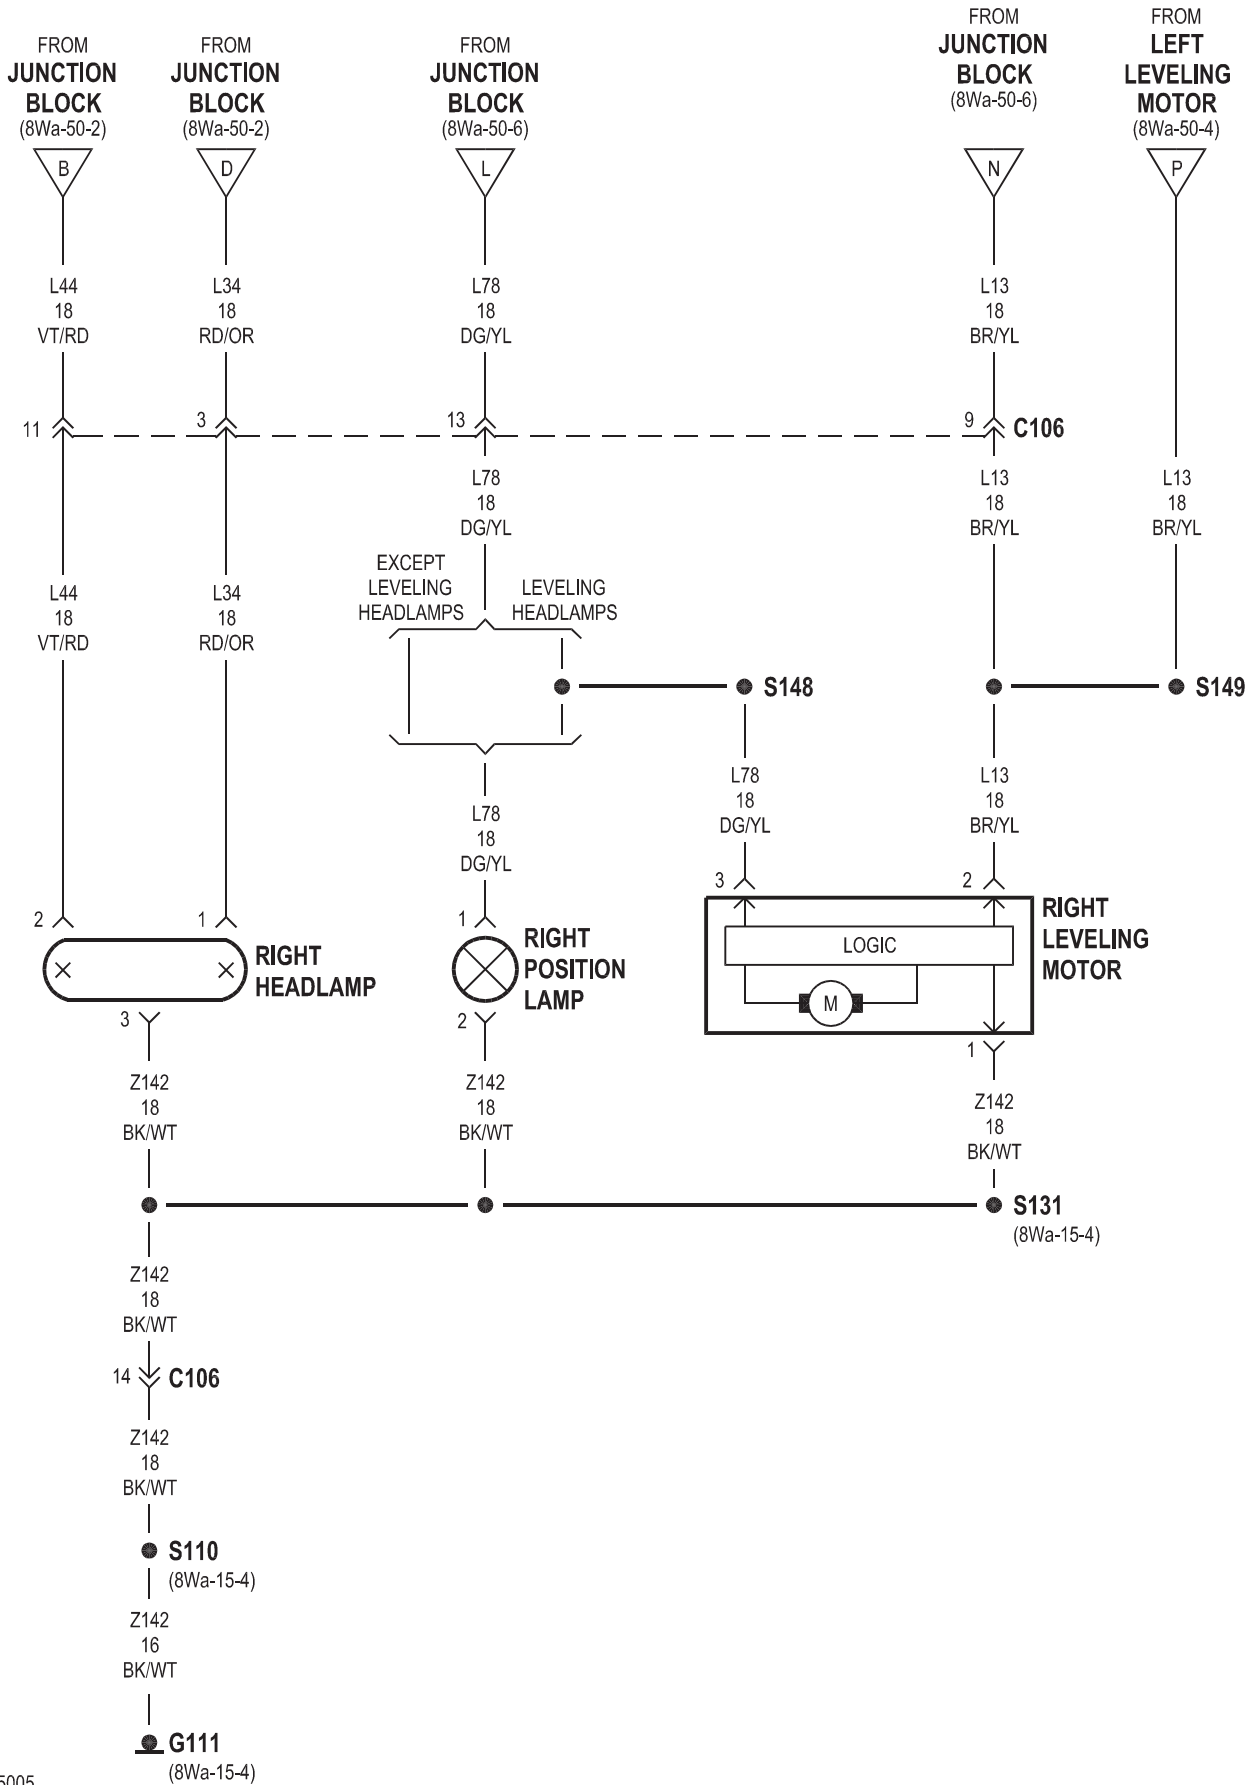 FROM
JUNCTION
BLOCK
(8Wa-50-2)
B
FROM
JUNCTION
BLOCK
(8Wa-50-2)
D
FROM
JUNCTION
BLOCK
(8Wa-50-6)
L
FROM
JUNCTION
BLOCK
(8Wa-50-6)
N
FROM
LEFT
LEVELING
MOTOR
(8Wa-50-4)
P
L44
18
VT/RD
L34
18
RD/OR
L78
18
DG/YL
L13
18
BR/YL
11
3
13
9
C106
L78
18
DG/YL
L13
18
BR/YL
L13
18
BR/YL
L44
18
VT/RD
L34
18
RD/OR
EXCEPT
LEVELING
HEADLAMPS
LEVELING
HEADLAMPS
S148
S149
L78
18
DG/YL
L78
18
DG/YL
L13
18
BR/YL
2
1
RIGHT
HEADLAMP
3
1
RIGHT
POSITION
LAMP
2
3
2
RIGHT
LEVELING
MOTOR
LOGIC
M
1
Z142
18
BK/WT
Z142
18
BK/WT
Z142
18
BK/WT
S131
(8Wa-15-4)
Z142
18
BK/WT
14
C106
Z142
18
BK/WT
S110
(8Wa-15-4)
Z142
16
BK/WT
G111
(8Wa-15-4)